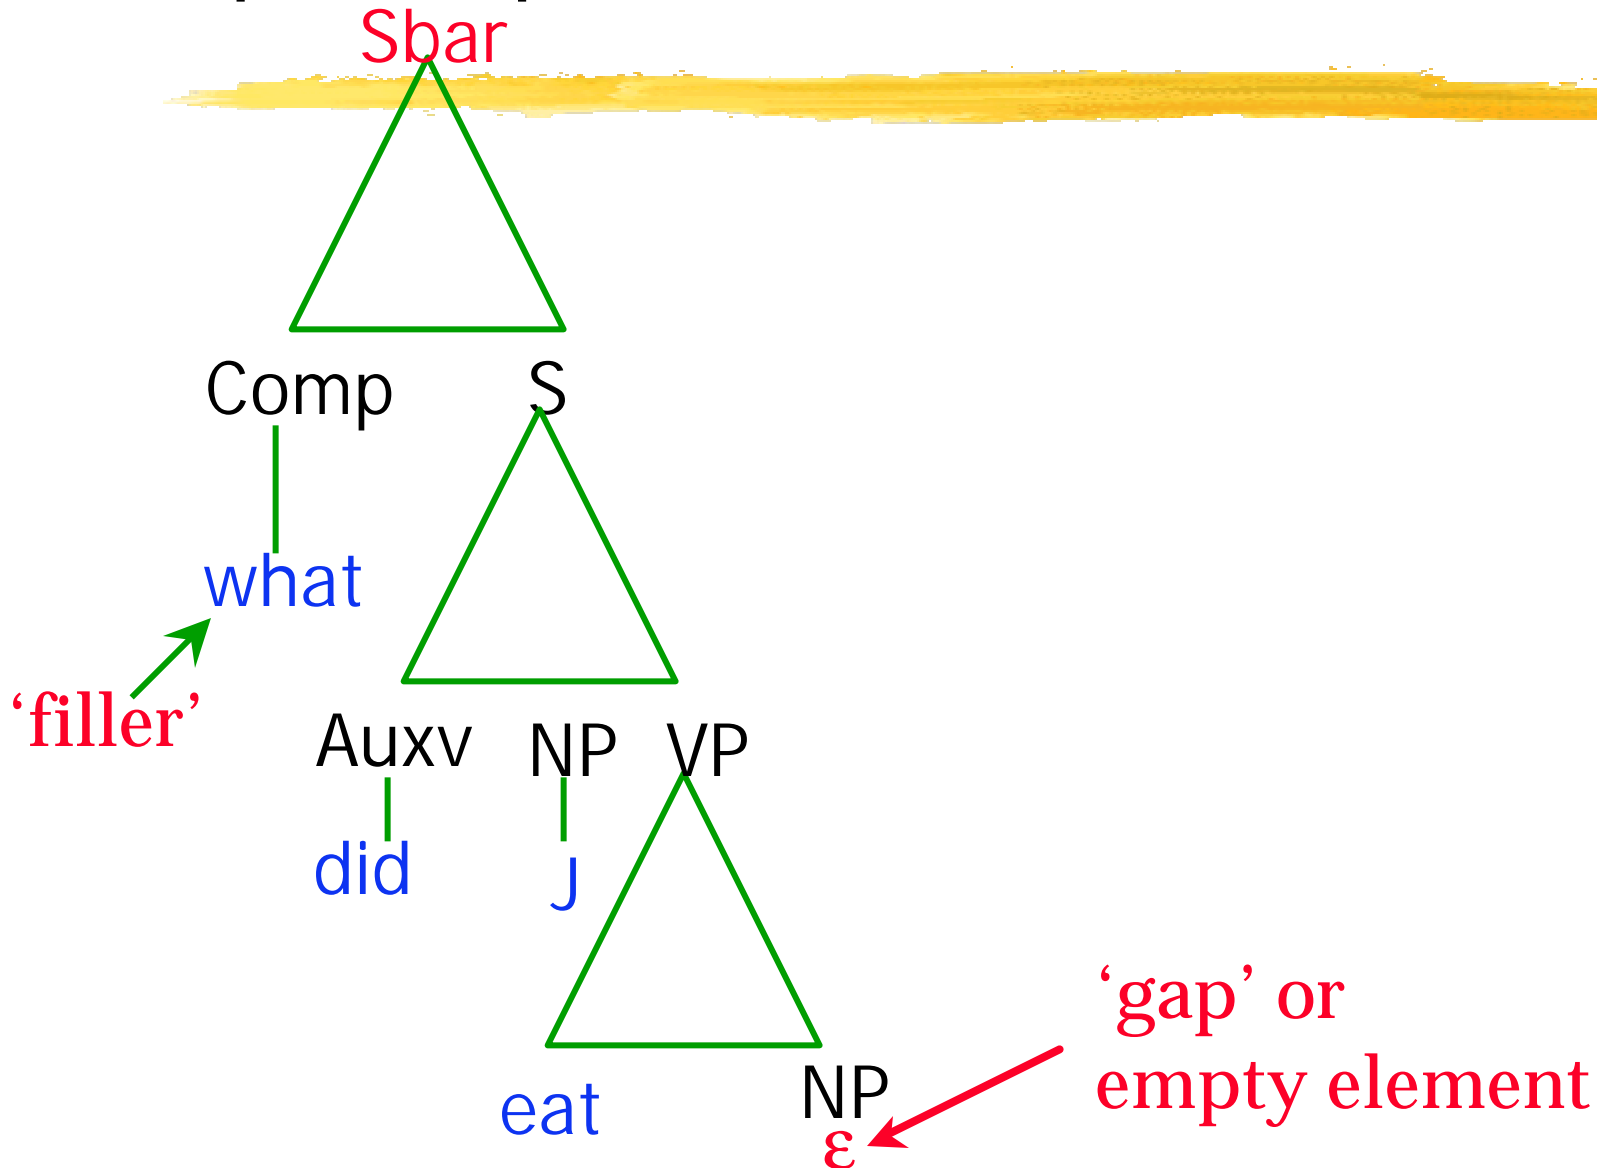 Sbar
Comp S
what
‘filler’
Auxv NP VP
did J
‘gap’ or
empty element
eat NP
ε